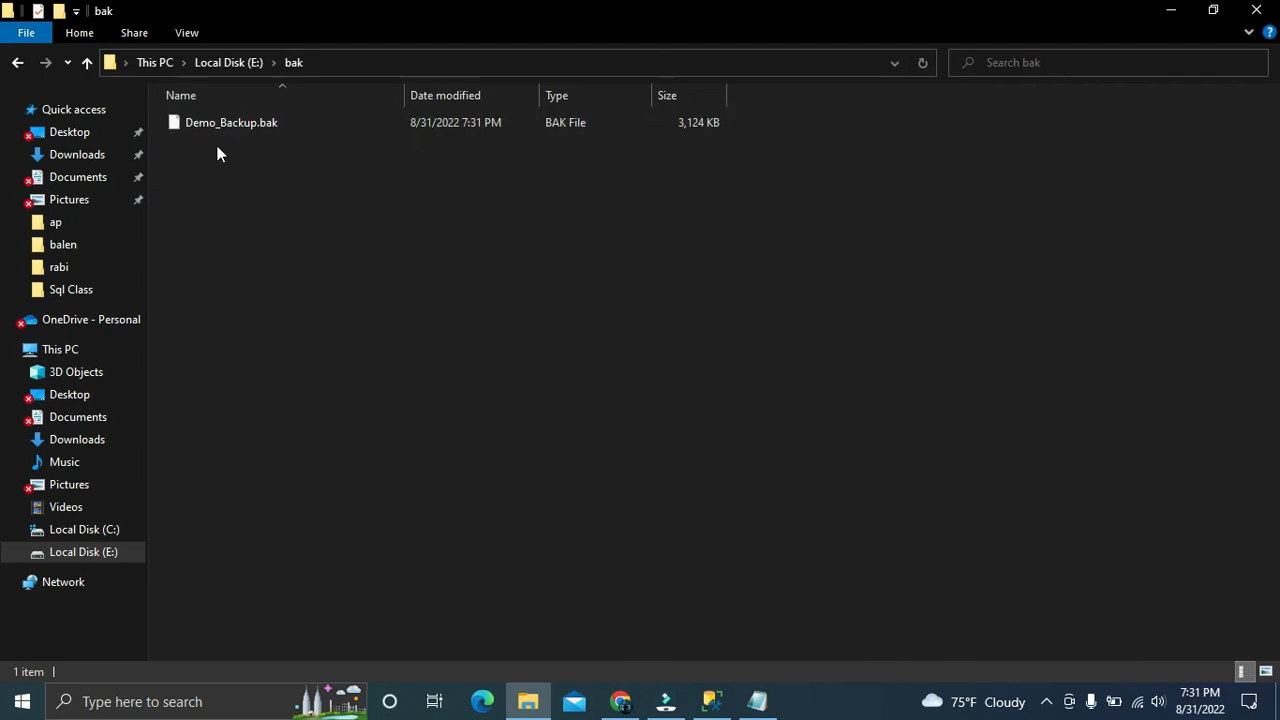 bak
File Home Share View
This PC Local Disk (E:) bak
Search bak
Name Date modified Type Size
Demo_Backup.bak 8/31/2022 7:31 PM BAK File 3,124 KB
Quick access
Desktop
Downloads
Documents
Pictures
ap
balen
rabi
Sql Class
OneDrive - Personal
This PC
3D Objects
Desktop
Documents
Downloads
Music
Pictures
Videos
Local Disk (C:)
Local Disk (E:)
Network
1 item
Type here to search
75°F Cloudy
7:31 PM
8/31/2022